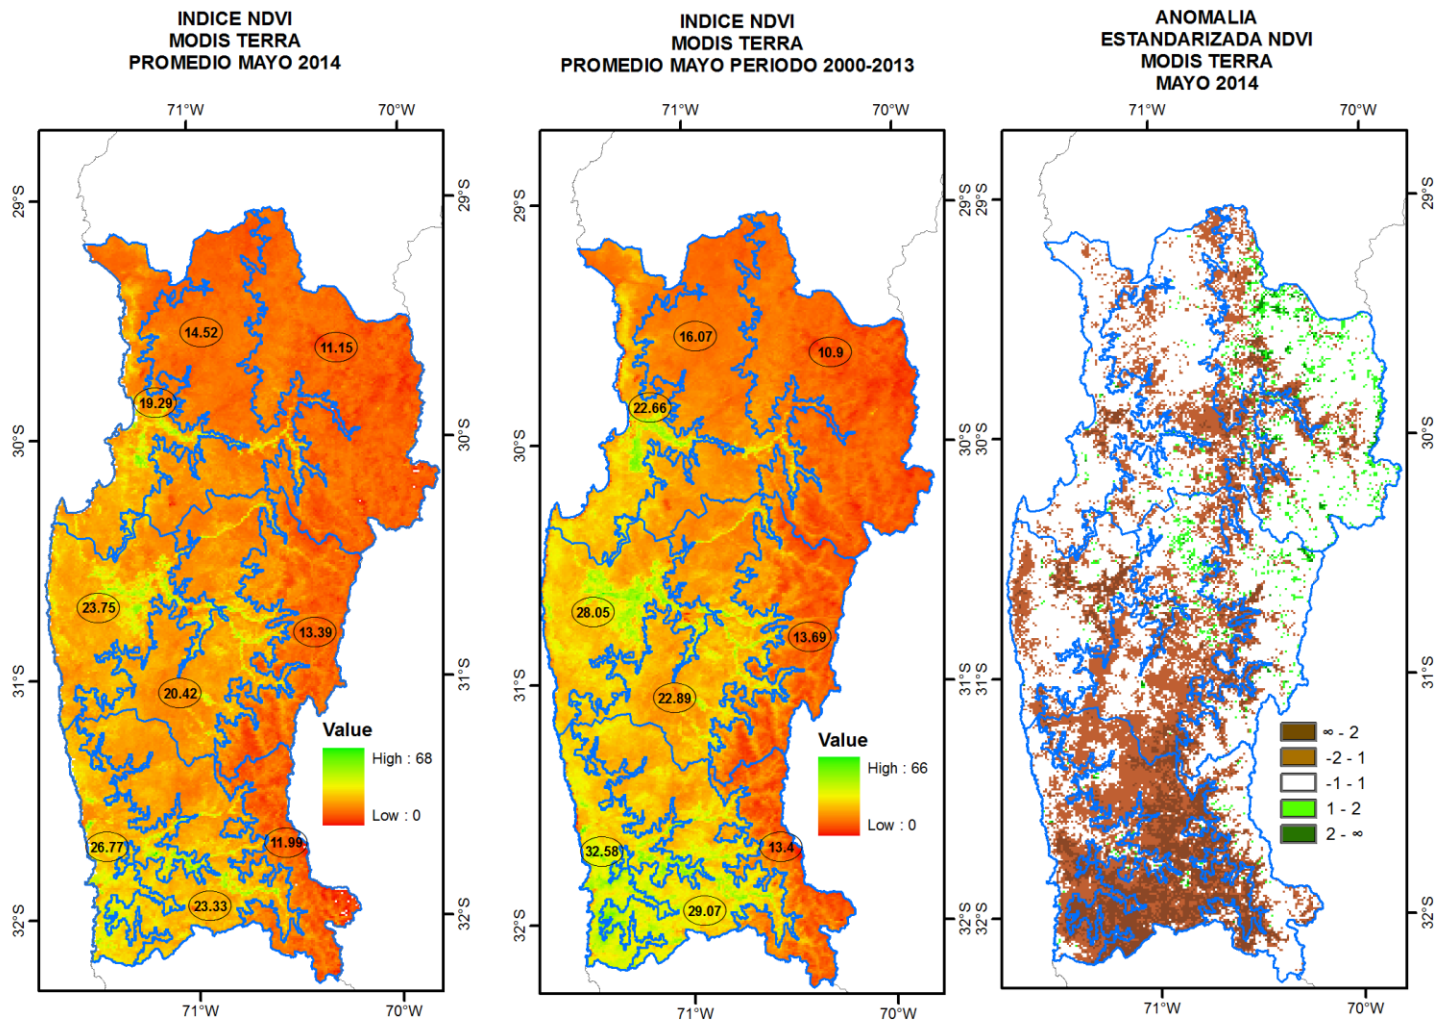 INDICE NDVI
MODIS TERRA
PROMEDIO MAYO 2014
71°W
70°W
29°S
29°S
14.52
11.15
19.29
30°S
30°S
23.75
13.39
20.42
31°S
31°S
Value
High : 68
Low : 0
26.77
11.99
23.33
32°S
32°S
71°W
70°W
INDICE NDVI
MODIS TERRA
PROMEDIO MAYO PERIODO 2000-2013
71°W
70°W
29°S
29°S
16.07
10.9
22.66
30°S
30°S
28.05
13.69
22.89
31°S
31°S
Value
High : 66
Low : 0
32.58
13.4
29.07
32°S
32°S
71°W
70°W
ANOMALIA
ESTANDARIZADA NDVI
MODIS TERRA
MAYO 2014
71°W
70°W
29°S
29°S
30°S
30°S
31°S
31°S
∞ - 2
-2 - 1
-1 - 1
1 - 2
2 - ∞
32°S
32°S
71°W
70°W